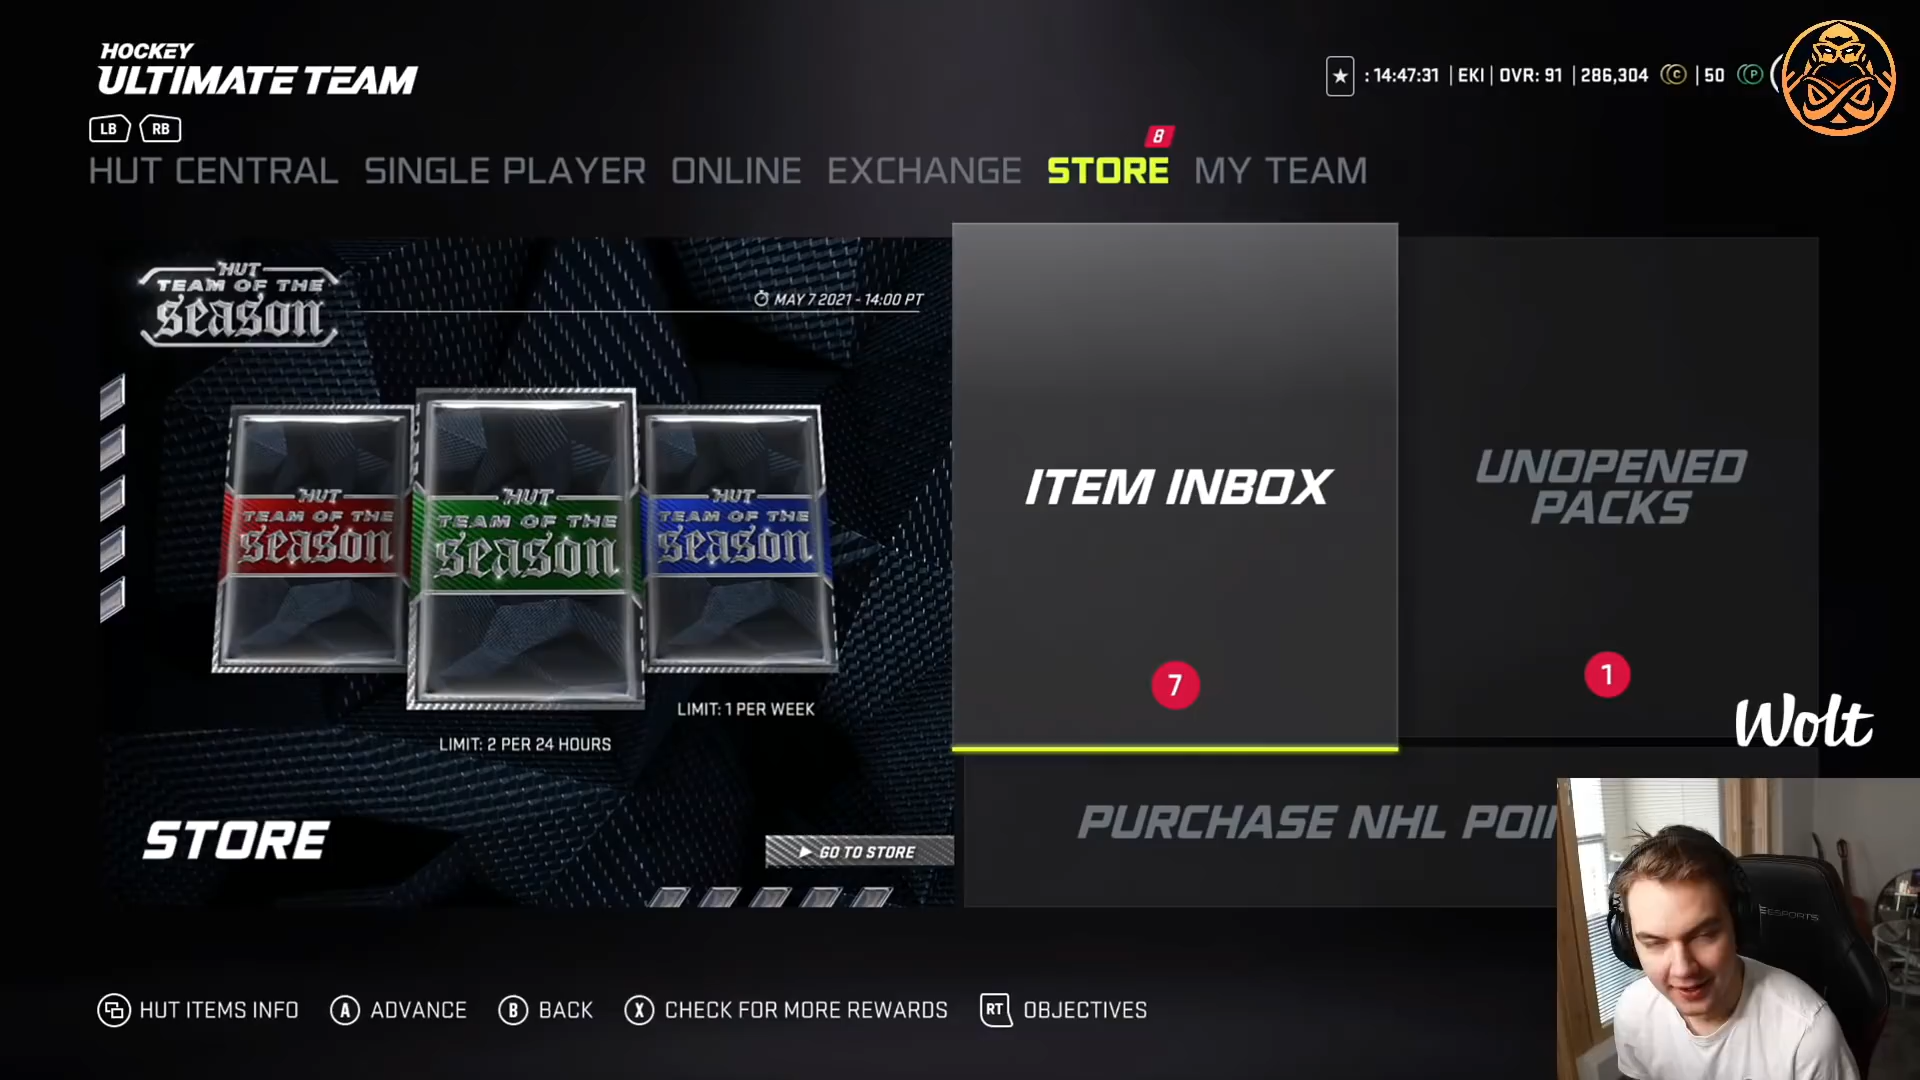 HOCKEY
ULTIMATE TEAM
: 14:47:31 | EKI | OVR: 91 | 286,304 C | 50 P
LB RB
HUT CENTRAL SINGLE PLAYER ONLINE EXCHANGE STORE 8 MY TEAM
HUT
TEAM OF THE
season
MAY 7 2021 - 14:00 PT
HUT
TEAM OF THE
season
HUT
TEAM OF THE
season
HUT
TEAM OF THE
season
LIMIT: 1 PER WEEK
LIMIT: 2 PER 24 HOURS
STORE
GO TO STORE
ITEM INBOX
7
UNOPENED
PACKS
1
Wolt
PURCHASE NHL
ESPORTS
HUT ITEMS INFO A ADVANCE B BACK X CHECK FOR MORE REWARDS RT OBJECTIVES